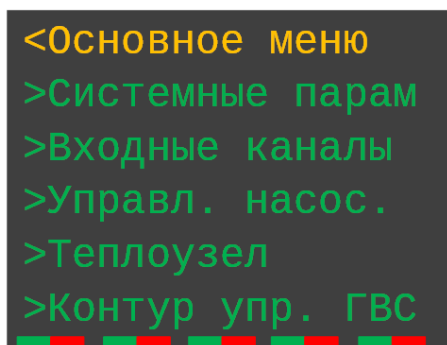 <Основное меню
>Системные парам
>Входные каналы
>Управл. насос.
>Теплоузел
>Контур упр. ГВС